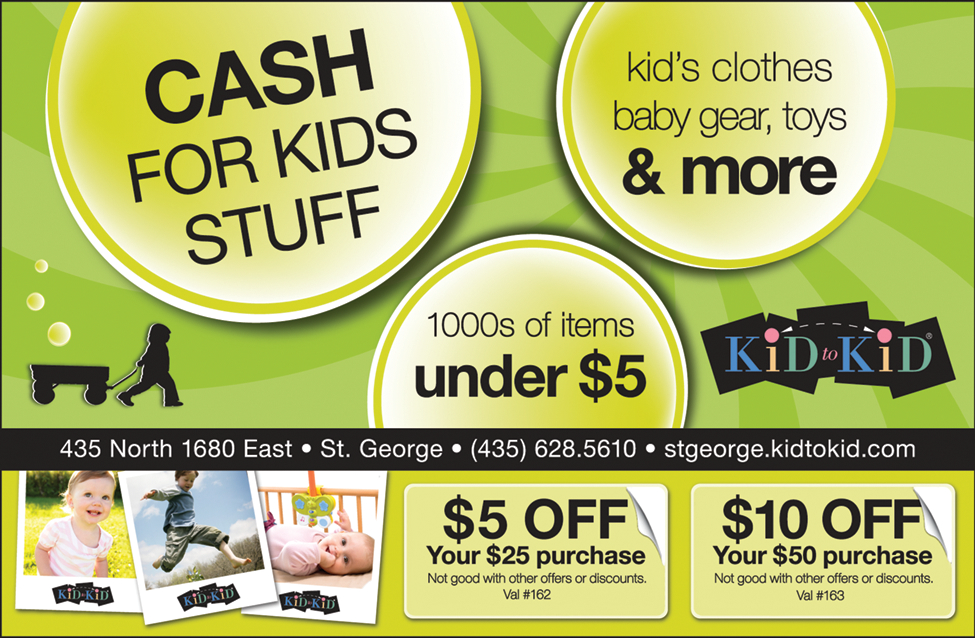 CASH
FOR KIDS
STUFF
kid's clothes
baby gear, toys
& more
1000s of items
under $5
KiD to KiD®
435 North 1680 East • St. George • (435) 628.5610 • stgeorge.kidtokid.com
KiD to KiD
KiD to KiD
KiD to KiD
$5 OFF
Your $25 purchase
Not good with other offers or discounts.
Val #162
$10 OFF
Your $50 purchase
Not good with other offers or discounts.
Val #163